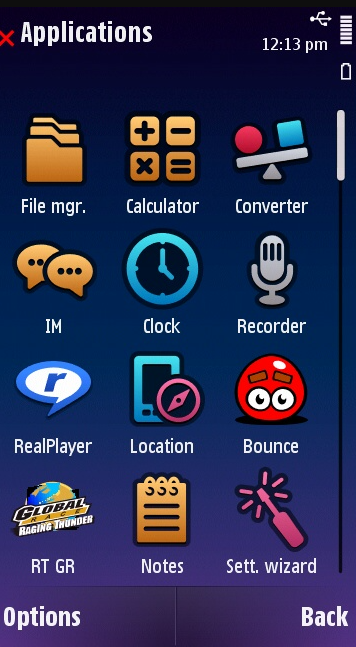 Applications
12:13 pm
File mgr.
Calculator
Converter
IM
Clock
Recorder
r
RealPlayer
Location
Bounce
GLOBAL
RACE
RAGING THUNDER
RT GR
Notes
Sett. wizard
Options
Back